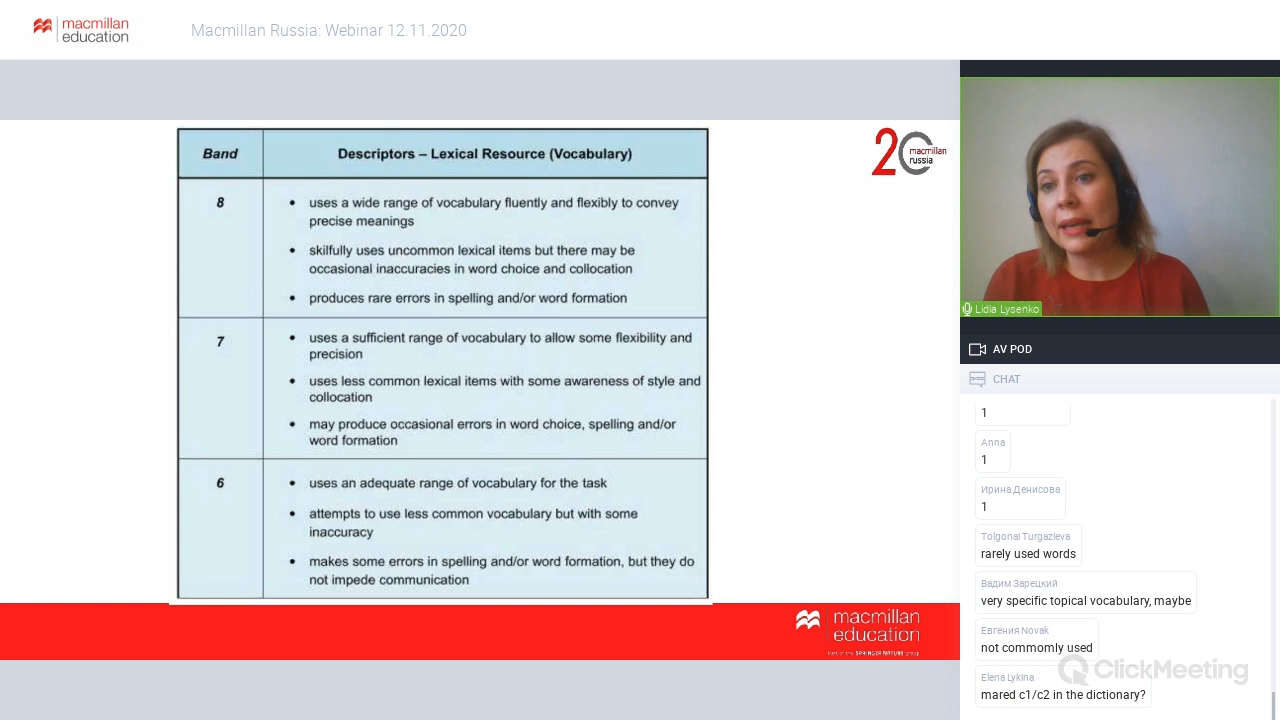 macmillan
education
Macmillan Russia: Webinar 12.11.2020
Band
Descriptors – Lexical Resource (Vocabulary)
8
uses a wide range of vocabulary fluently and flexibly to convey
precise meanings
skilfully uses uncommon lexical items but there may be
occasional inaccuracies in word choice and collocation
produces rare errors in spelling and/or word formation
7
uses a sufficient range of vocabulary to allow some flexibility and
precision
uses less common lexical items with some awareness of style and
collocation
may produce occasional errors in word choice, spelling and/or
word formation
6
uses an adequate range of vocabulary for the task
attempts to use less common vocabulary but with some
inaccuracy
makes some errors in spelling and/or word formation, but they do
not impede communication
20
macmillan
russia
macmillan
education
PART OF THE SPRINGER NATURE group
Lidia Lysenko
AV POD
CHAT
1
Anna
1
Ирина Денисова
1
Tolgonai Turgazieva
rarely used words
Вадим Зарецкий
very specific topical vocabulary, maybe
Евгения Novak
not commomly used
Elena Lykina
mared c1/c2 in the dictionary?
ClickMeeting